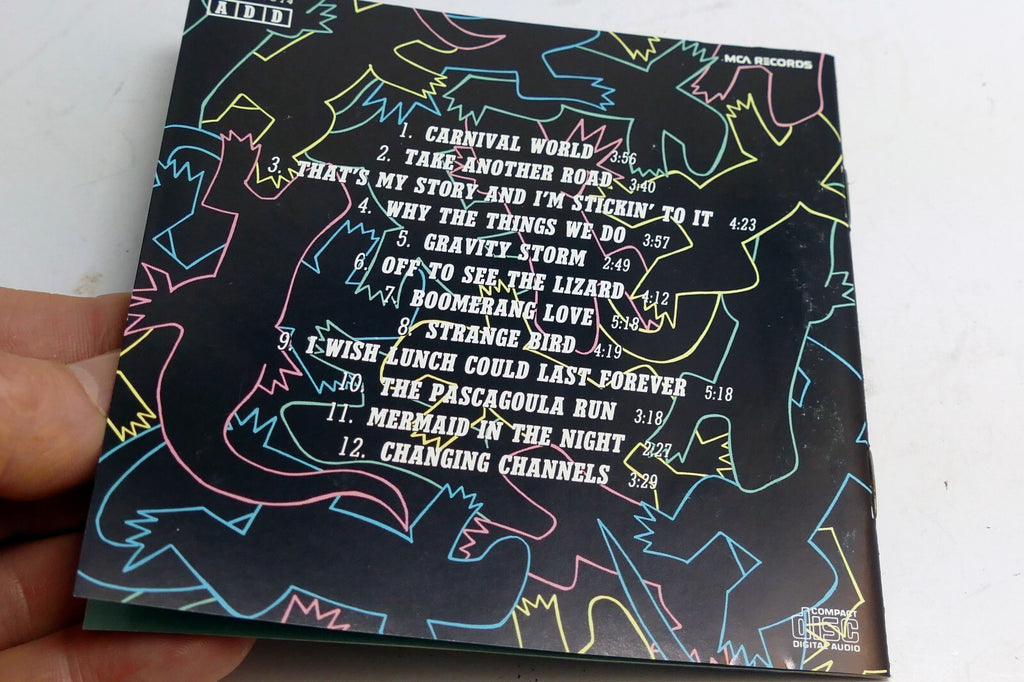 ADD
MCA RECORDS
1. CARNIVAL WORLD 3:56
2. TAKE ANOTHER ROAD 3:40
3. THAT'S MY STORY AND I'M STICKIN' TO IT 4:23
4. WHY THE THINGS WE DO 3:57
5. GRAVITY STORM 2:49
6. OFF TO SEE THE LIZARD 4:12
7. BOOMERANG LOVE 5:18
8. STRANGE BIRD 4:19
9. I WISH LUNCH COULD LAST FOREVER 5:18
10. THE PASCAGOULA RUN 3:18
11. MERMAID IN THE NIGHT 2:27
12. CHANGING CHANNELS 3:29
COMPACT
disc
DIGITAL AUDIO